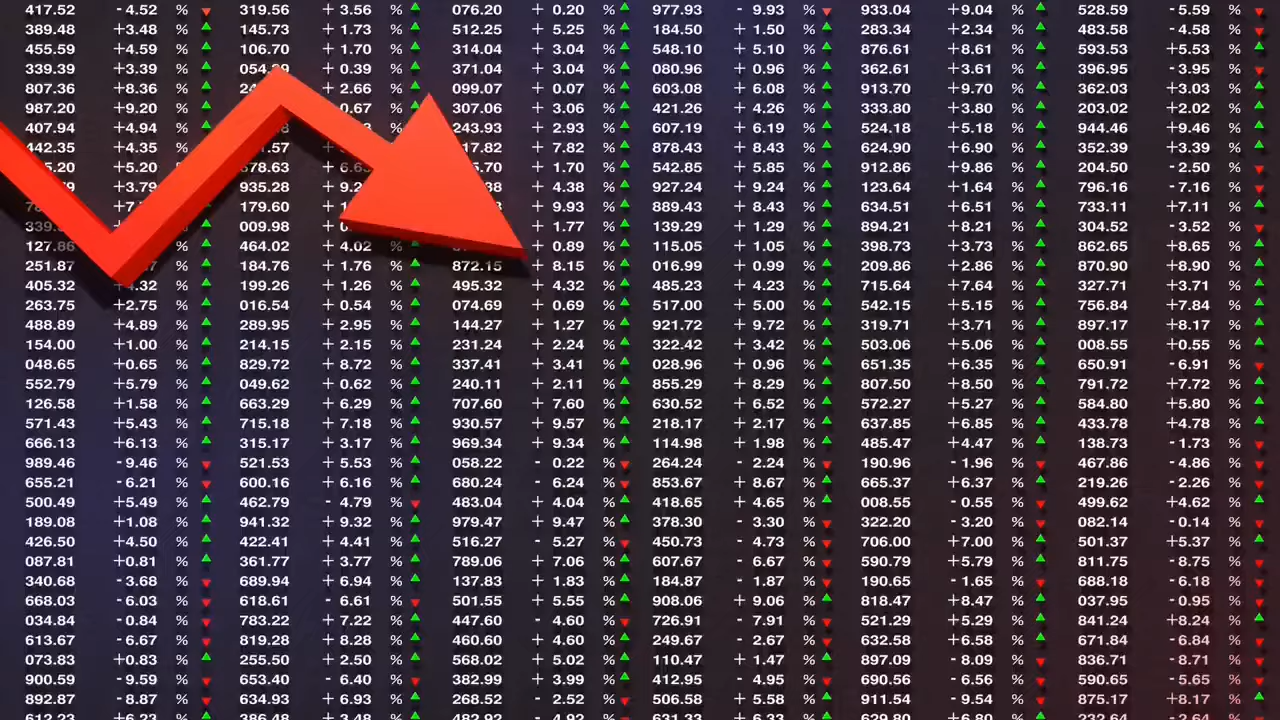 417.52 -4.52 % 319.56 +3.56 % 076.20 +0.20 % 977.93 -9.93 % 933.04 +9.04 % 528.59 -5.59 %
389.48 +3.48 % 145.73 +1.73 % 512.25 +5.25 % 184.50 +1.50 % 283.34 +2.34 % 483.58 -4.58 %
455.59 +4.59 % 106.70 +1.70 % 314.04 +3.04 % 548.10 +5.10 % 876.61 +8.61 % 593.53 +5.53 %
339.39 +3.39 % +0.39 % 371.04 +3.04 % 080.96 +0.96 % 362.61 +3.61 % 396.95 -3.95 %
807.36 +8.36 % +2.66 % 099.07 +0.07 % 603.08 +6.08 % 913.70 +9.70 % 362.03 +3.03 %
987.20 +9.20 % 307.06 +3.06 % 421.26 +4.26 % 333.80 +3.80 % 203.02 +2.02 %
407.94 +4.94 % 243.93 +2.93 % 607.19 +6.19 % 524.18 +5.18 % 944.46 +9.46 %
442.35 +4.35 % +7.82 % 878.43 +8.43 % 624.90 +6.90 % 352.39 +3.39 %
+5.20 % +1.70 % 542.85 +5.85 % 912.86 +9.86 % 204.50 -2.50 %
+3.79 935.28 +4.38 % 927.24 +9.24 % 123.64 +1.64 % 796.16 -7.16 %
179.60 +9.93 % 889.43 +8.43 % 634.51 +6.51 % 733.11 +7.11 %
009.98 +1.77 % 139.29 +1.29 % 894.21 +8.21 % 304.52 -3.52 %
127.86 % 464.02 +4.02 % +0.89 % 115.05 +1.05 % 398.73 +3.73 % 862.65 +8.65 %
251.87 % 184.76 +1.76 % 872.15 +8.15 % 016.99 +0.99 % 209.86 +2.86 % 870.90 +8.90 %
405.32 % 199.26 +1.26 % 495.32 +4.32 % 485.23 +4.23 % 715.64 +7.64 % 327.71 +3.71 %
263.75 +2.75 % 016.54 +0.54 % 074.69 +0.69 % 517.00 +5.00 % 542.15 +5.15 % 756.84 +7.84 %
488.89 +4.89 % 289.95 +2.95 % 144.27 +1.27 % 921.72 +9.72 % 319.71 +3.71 % 897.17 +8.17 %
154.00 +1.00 % 214.15 +2.15 % 231.24 +2.24 % 322.42 +3.42 % 503.06 +5.06 % 008.55 +0.55 %
048.65 +0.65 % 829.72 +8.72 % 337.41 +3.41 % 028.96 +0.96 % 651.35 +6.35 % 650.91 -6.91 %
552.79 +5.79 % 049.62 +0.62 % 240.11 +2.11 % 855.29 +8.29 % 807.50 +8.50 % 791.72 +7.72 %
126.58 +1.58 % 663.29 +6.29 % 707.60 +7.60 % 630.52 +6.52 % 572.27 +5.27 % 584.80 +5.80 %
571.43 +5.43 % 715.18 +7.18 % 930.57 +9.57 % 218.17 +2.17 % 637.85 +6.85 % 433.78 +4.78 %
666.13 +6.13 % 315.17 +3.17 % 969.34 +9.34 % 114.98 +1.98 % 485.47 +4.47 % 138.73 -1.73 %
989.46 -9.46 % 521.53 +5.53 % 058.22 -0.22 % 264.24 -2.24 % 190.96 -1.96 % 467.86 -4.86 %
655.21 -6.21 % 600.16 +6.16 % 680.24 -6.24 % 853.67 +8.67 % 665.37 +6.37 % 219.26 -2.26 %
500.49 +5.49 % 462.79 -4.79 % 483.04 +4.04 % 418.65 +4.65 % 008.55 -0.55 % 499.62 +4.62 %
189.08 +1.08 % 941.32 +9.32 % 979.47 +9.47 % 378.30 -3.30 % 322.20 -3.20 % 082.14 -0.14 %
426.50 +4.50 % 422.41 +4.41 % 516.27 -5.27 % 450.73 -4.73 % 706.00 +7.00 % 501.37 +5.37 %
087.81 +0.81 % 361.77 +3.77 % 789.06 +7.06 % 607.67 -6.67 % 590.79 +5.79 % 811.75 -8.75 %
340.68 -3.68 % 689.94 +6.94 % 137.83 +1.83 % 184.87 -1.87 % 190.65 -1.65 % 688.18 -6.18 %
668.03 -6.03 % 618.61 -6.61 % 501.55 +5.55 % 908.06 +9.06 % 818.47 +8.47 % 037.95 -0.95 %
034.84 -0.84 % 783.22 +7.22 % 447.60 -4.60 % 726.91 -7.91 % 521.29 +5.29 % 841.24 +8.24 %
613.67 -6.67 % 819.28 +8.28 % 460.60 +4.60 % 249.67 -2.67 % 632.58 +6.58 % 671.84 -6.84 %
073.83 +0.83 % 255.50 +2.50 % 568.02 +5.02 % 110.47 +1.47 % 897.09 -8.09 % 836.71 -8.71 %
900.59 -9.59 % 653.40 -6.40 % 382.99 +3.99 % 412.95 -4.95 % 690.56 -6.56 % 590.65 -5.65 %
892.87 -8.87 % 634.93 +6.93 % 268.52 -2.52 % 506.58 +5.58 % 911.54 -9.54 % 875.17 +8.17 %